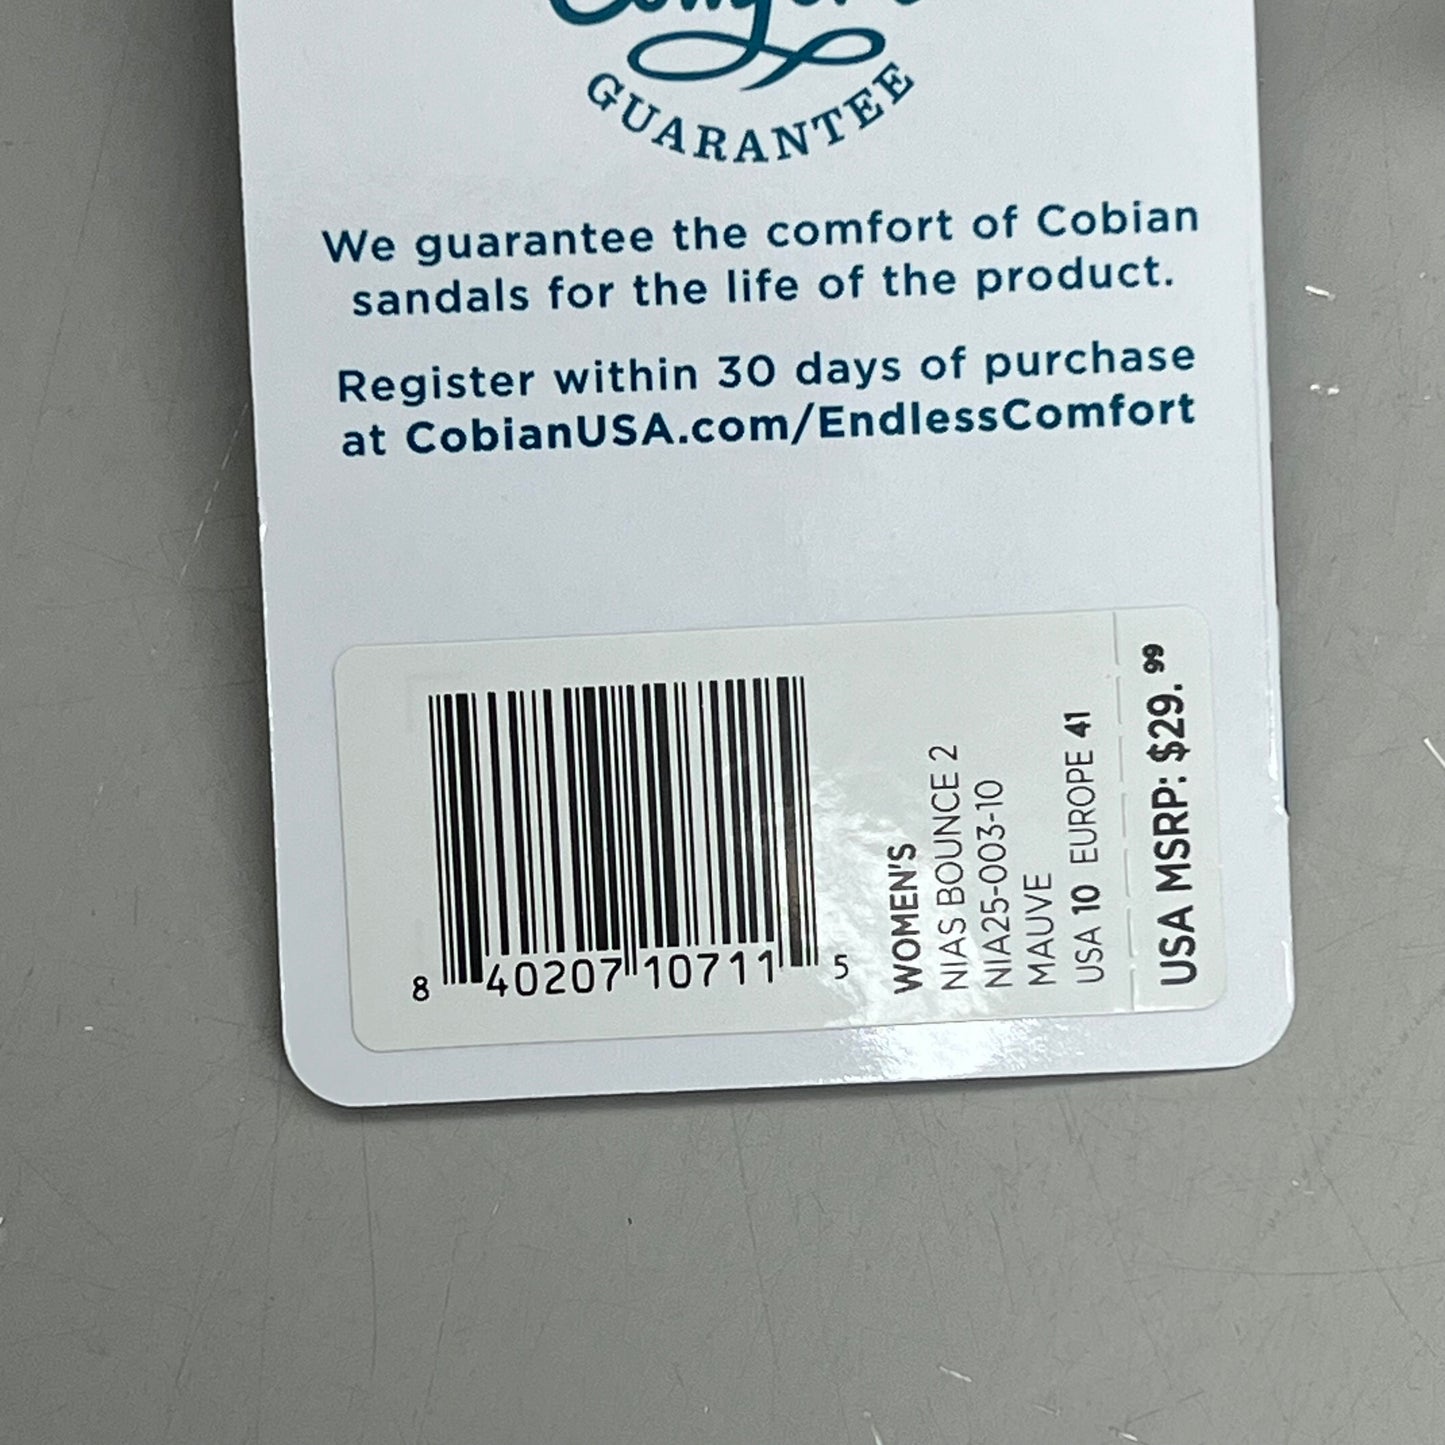 GUARANTEE
We guarantee the comfort of Cobian
sandals for the life of the product.
Register within 30 days of purchase
at CobianUSA.com/EndlessComfort
8 40207 10711 5
WOMEN'S
NIAS BOUNCE 2
NIA25-003-10
MAUVE
USA 10 EUROPE 41
USA MSRP: $29.99